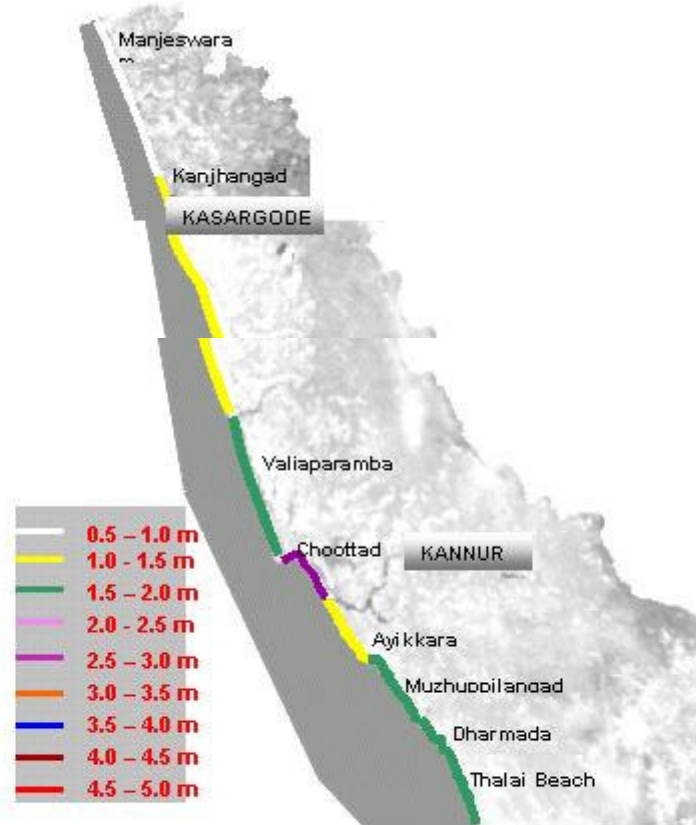 Manjeswara
m
Kanjhangad
KASARGODE
Valiaparamba
Choottad
KANNUR
0.5 – 1.0 m
1.0 - 1.5 m
1.5 – 2.0 m
2.0 - 2.5 m
2.5 – 3.0 m
3.0 – 3.5 m
3.5 – 4.0 m
4.0 – 4.5 m
4.5 – 5.0 m
Ayikkara
Muzhuppilangad
Dharmada
Thalai Beach